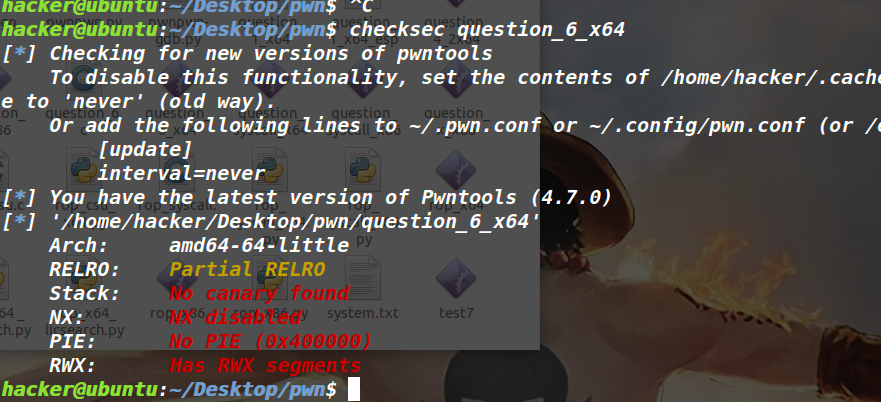 hacker@ubuntu:~/Desktop/pwn$ ^C
hacker@ubuntu:~/Desktop/pwn$ checksec question_6_x64
[*] Checking for new versions of pwntools
To disable this functionality, set the contents of /home/hacker/.cache
e to 'never' (old way).
Or add the following lines to ~/.pwn.conf or ~/.config/pwn.conf (or /e
[update]
interval=never
[*] You have the latest version of Pwntools (4.7.0)
[*] '/home/hacker/Desktop/pwn/question_6_x64'
Arch: amd64-64-little
RELRO: Partial RELRO
Stack: No canary found
NX: NX disabled
PIE: No PIE (0x400000)
RWX: Has RWX segments
system.txt
test7
hacker@ubuntu:~/Desktop/pwn$